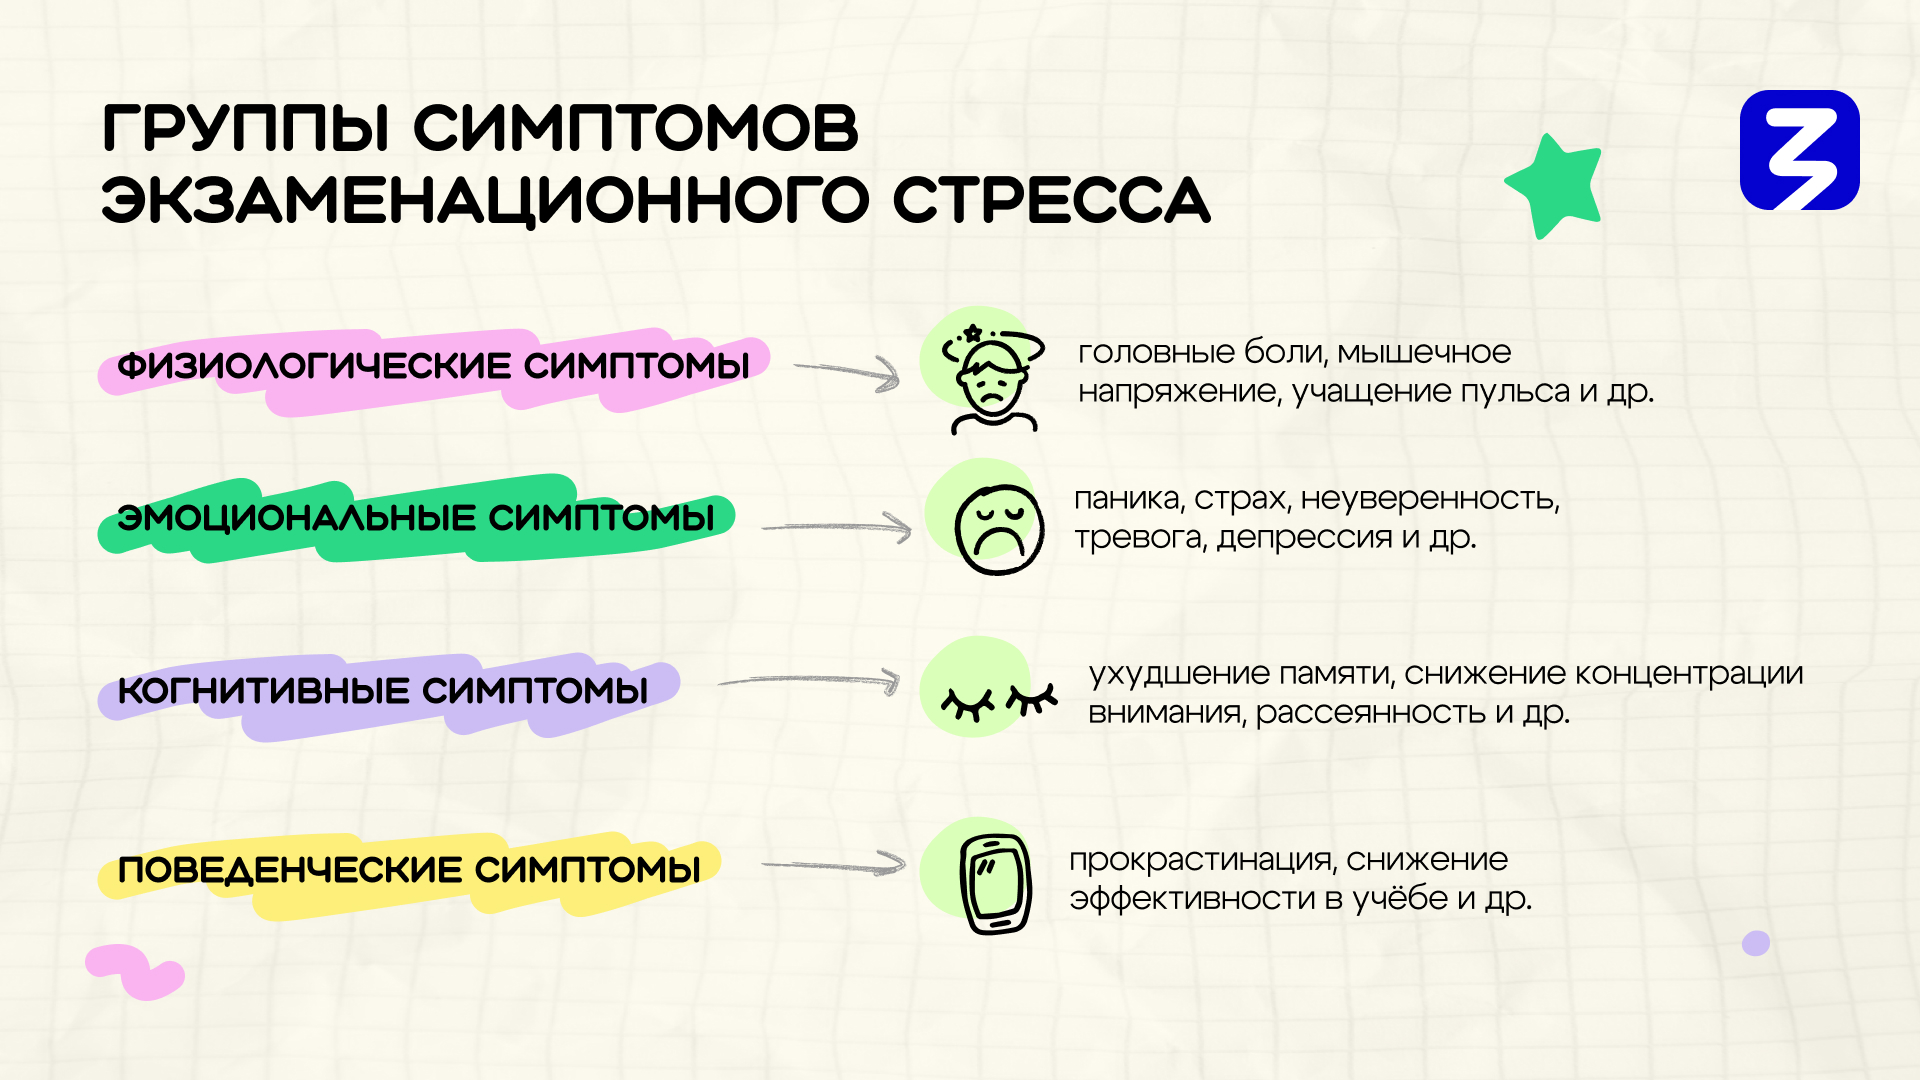 ГРУППЫ СИМПТОМОВ
ЭКЗАМЕНАЦИОННОГО СТРЕССА
ФИЗИОЛОГИЧЕСКИЕ СИМПТОМЫ
головные боли, мышечное
напряжение, учащение пульса и др.
ЭМОЦИОНАЛЬНЫЕ СИМПТОМЫ
паника, страх, неуверенность,
тревога, депрессия и др.
КОГНИТИВНЫЕ СИМПТОМЫ
ухудшение памяти, снижение концентрации
внимания, рассеянность и др.
ПОВЕДЕНЧЕСКИЕ СИМПТОМЫ
прокрастинация, снижение
эффективности в учёбе и др.